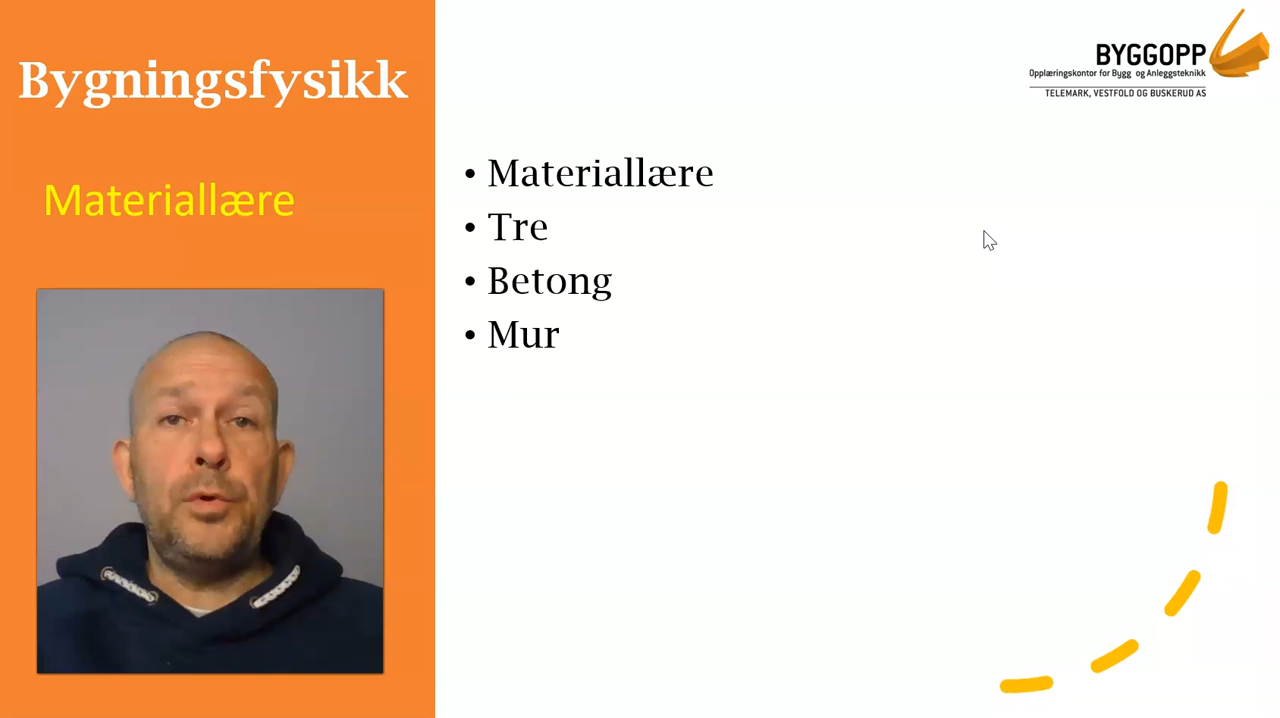 Bygningsfysikk
Materiallære
BYGGOPP
Opplæringskontor for Bygg og Anleggsteknikk
TELEMARK, VESTFOLD OG BUSKERUD AS
• Materiallære
• Tre
• Betong
• Mur